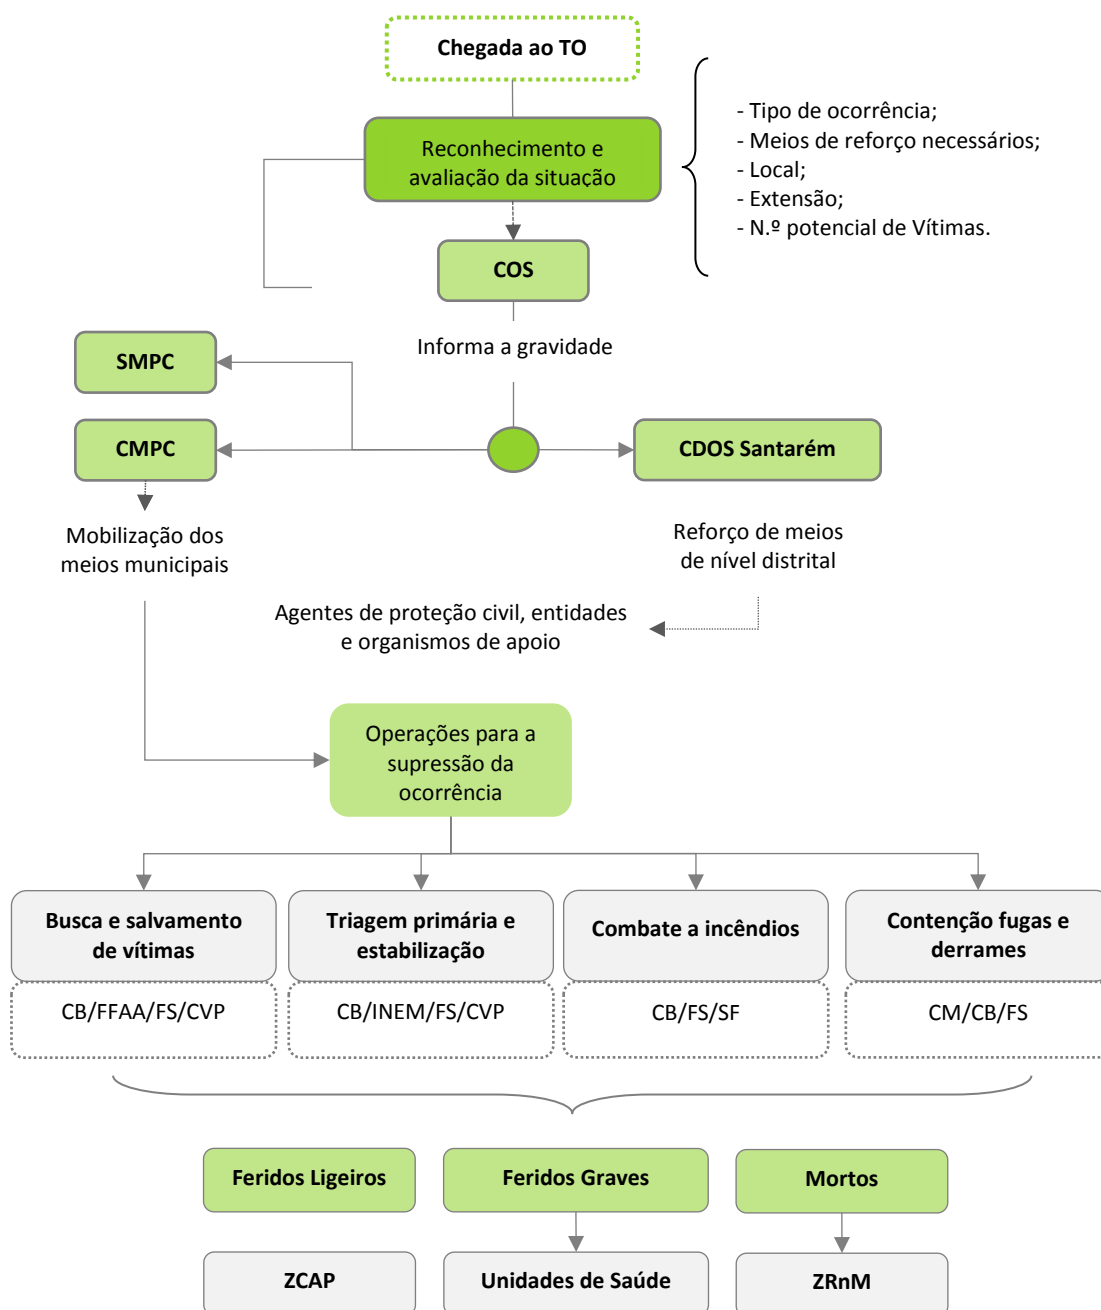 Chegada ao TO
Reconhecimento e
avaliação da situação
- Tipo de ocorrência;
- Meios de reforço necessários;
- Local;
- Extensão;
- N.º potencial de Vítimas.
COS
Informa a gravidade
SMPC
CMPC
CDOS Santarém
Mobilização dos
meios municipais
Reforço de meios
de nível distrital
Agentes de proteção civil, entidades
e organismos de apoio
Operações para a
supressão da
ocorrência
Busca e salvamento
de vítimas
CB/FFAA/FS/CVP
Triagem primária e
estabilização
CB/INEM/FS/CVP
Combate a incêndios
CB/FS/SF
Contenção fugas e
derrames
CM/CB/FS
Feridos Ligeiros
Feridos Graves
Mortos
ZCAP
Unidades de Saúde
ZRnM